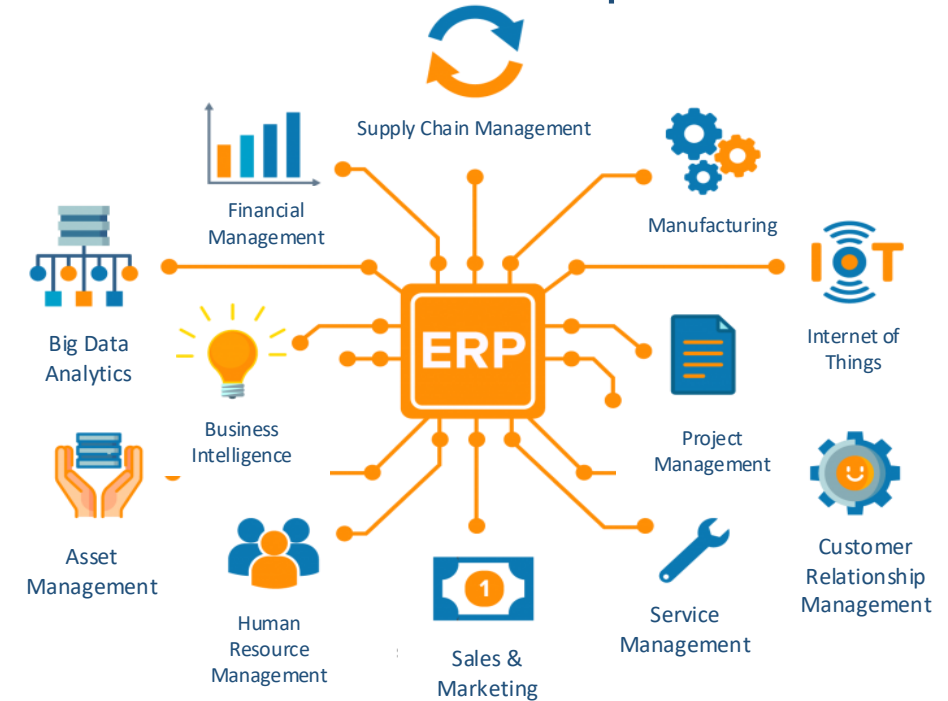 Supply Chain Management
Financial
Management
Manufacturing
IOT
Big Data
Analytics
ERP
Internet of
Things
Business
Intelligence
Project
Management
Asset
Management
Customer
Relationship
Management
Human
Resource
Management
1
Sales &
Marketing
Service
Management